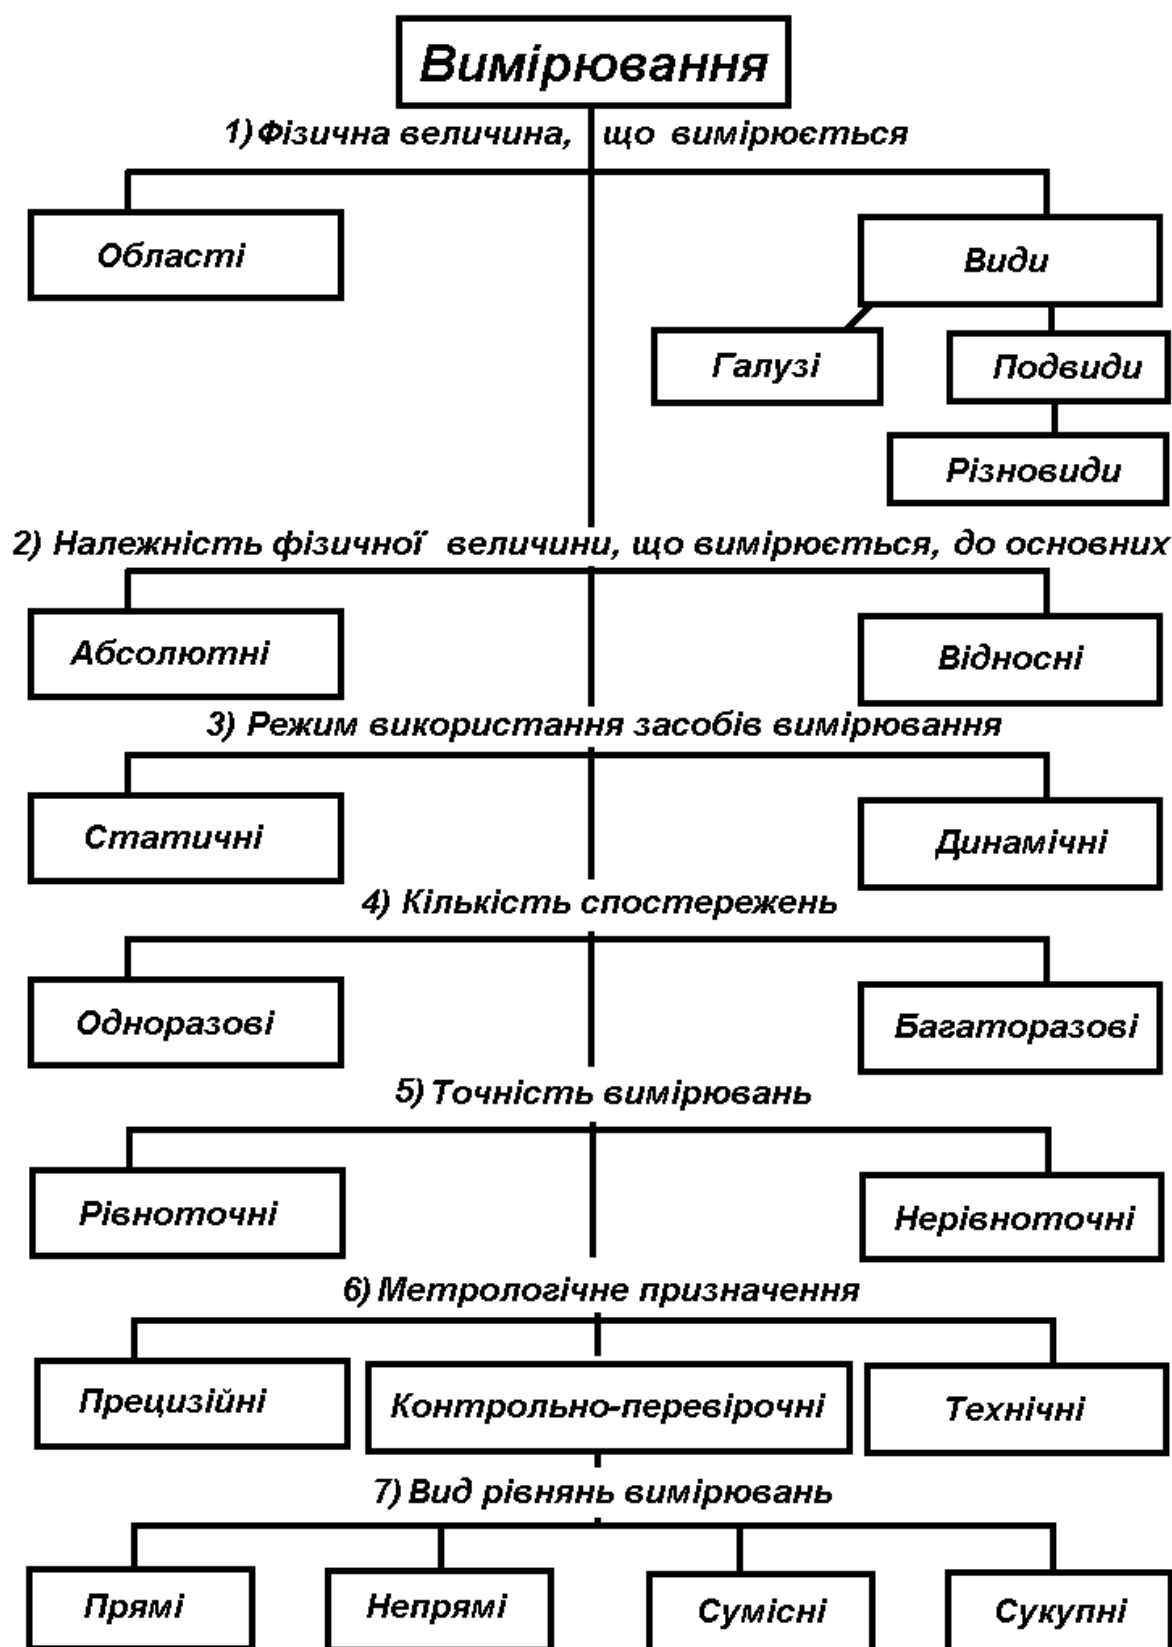 Вимірювання
1) Фізична величина, що вимірюється
Області
Види
Галузі
Подвиди
Різновиди
2) Належність фізичної величини, що вимірюється, до основних
Абсолютні
Відносні
3) Режим використання засобів вимірювання
Статичні
Динамічні
4) Кількість спостережень
Одноразові
Багаторазові
5) Точність вимірювань
Рівноточні
Нерівноточні
6) Метрологічне призначення
Прецизійні
Контрольно-перевірочні
Технічні
7) Вид рівнянь вимірювань
Прямі
Непрямі
Сумісні
Сукупні